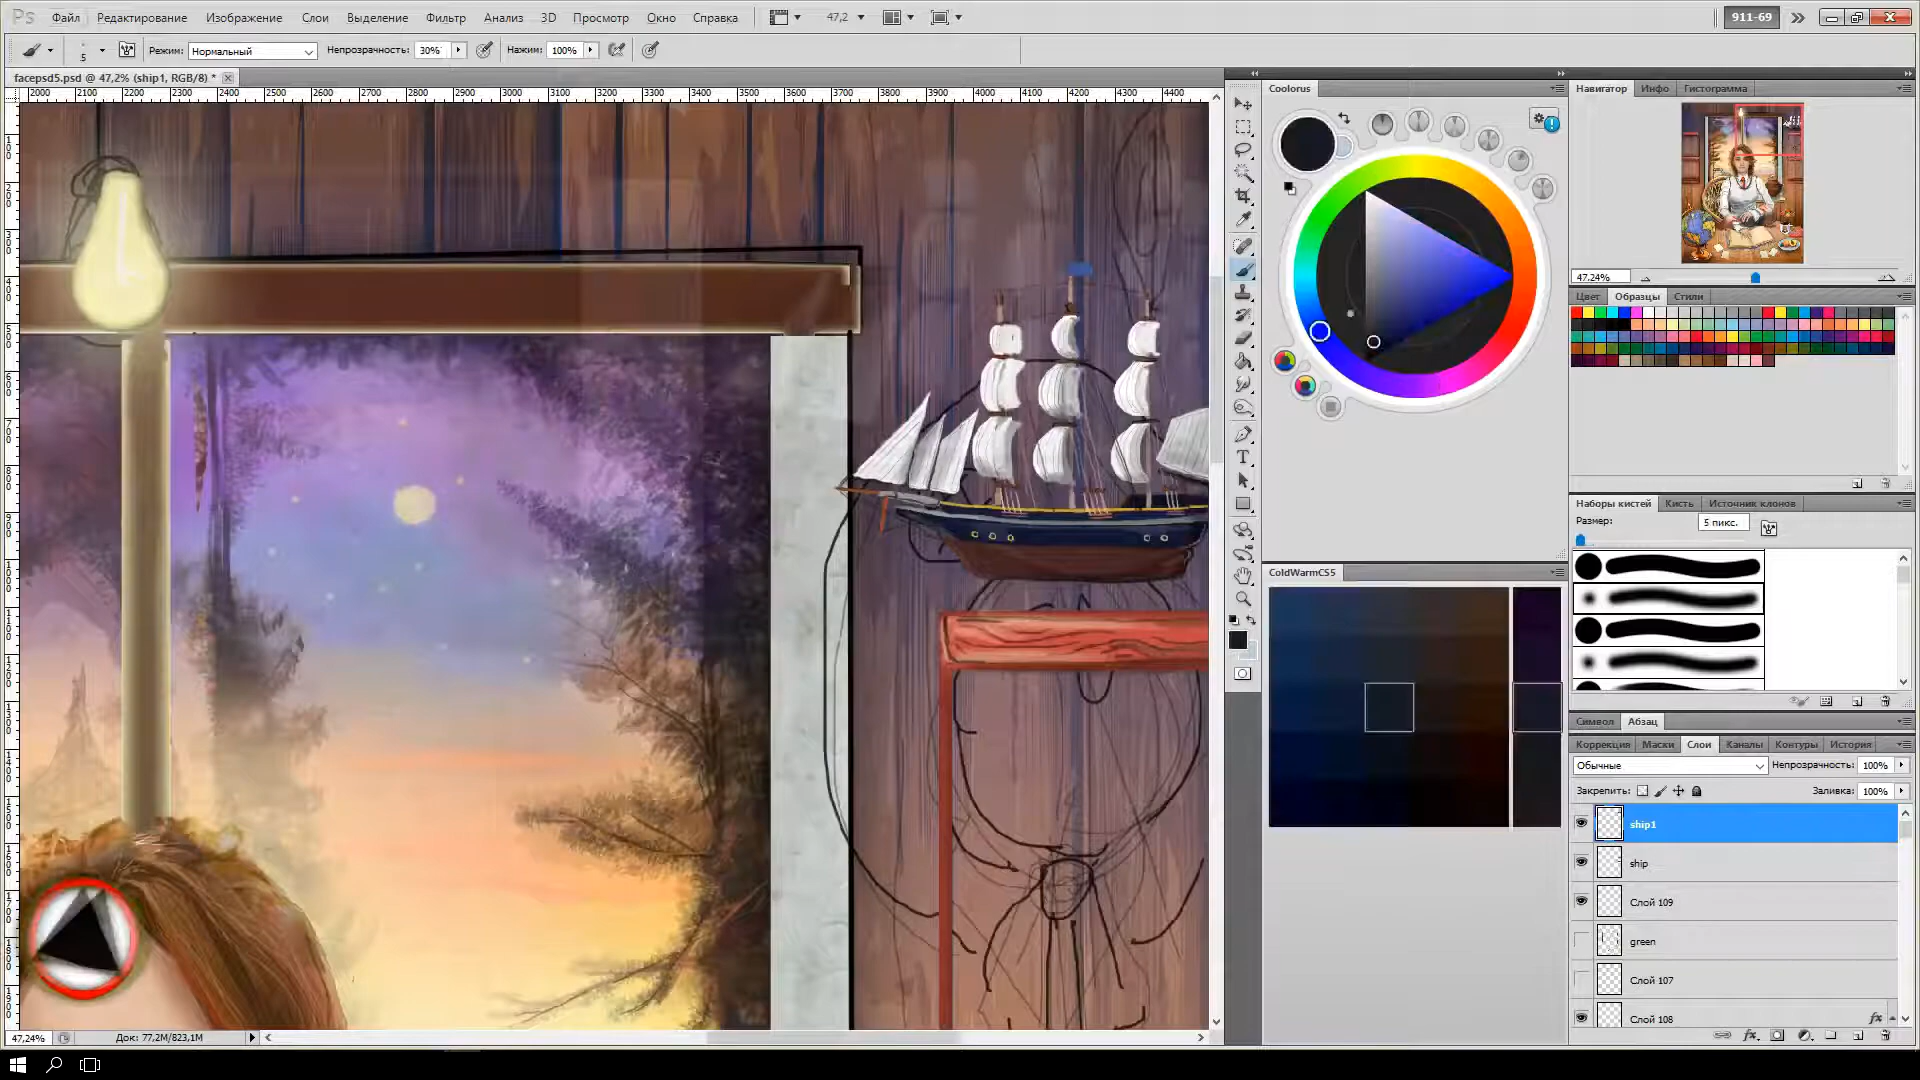 Ps Файл Редактирование Изображение Слои Выделение Фильтр Анализ 3D Просмотр Окно Справка 47,2 911-69
5 Режим: Нормальный Непрозрачность: 30% Нажим: 100%
facepsd5.psd @ 47,2% (ship1, RGB/8) *
2000 2100 2200 2300 2400 2500 2600 2700 2800 2900 3000 3100 3200 3300 3400 3500 3600 3700 3800 3900 4000 4100 4200 4300 4400
Coolorus
Навигатор Инфо Гистограмма
47.24%
Цвет Образцы Стили
Наборы кистей Кисть Источник клонов
Размер: 5 пикс.
ColdWarmCS5
Символ Абзац
Коррекция Маски Слои Каналы Контуры История
Обычные Непрозрачность: 100%
Закрепить: Заливка: 100%
ship1
ship
Слой 109
green
Слой 107
Слой 108 fx
47,24% Док: 77,2M/823,1M